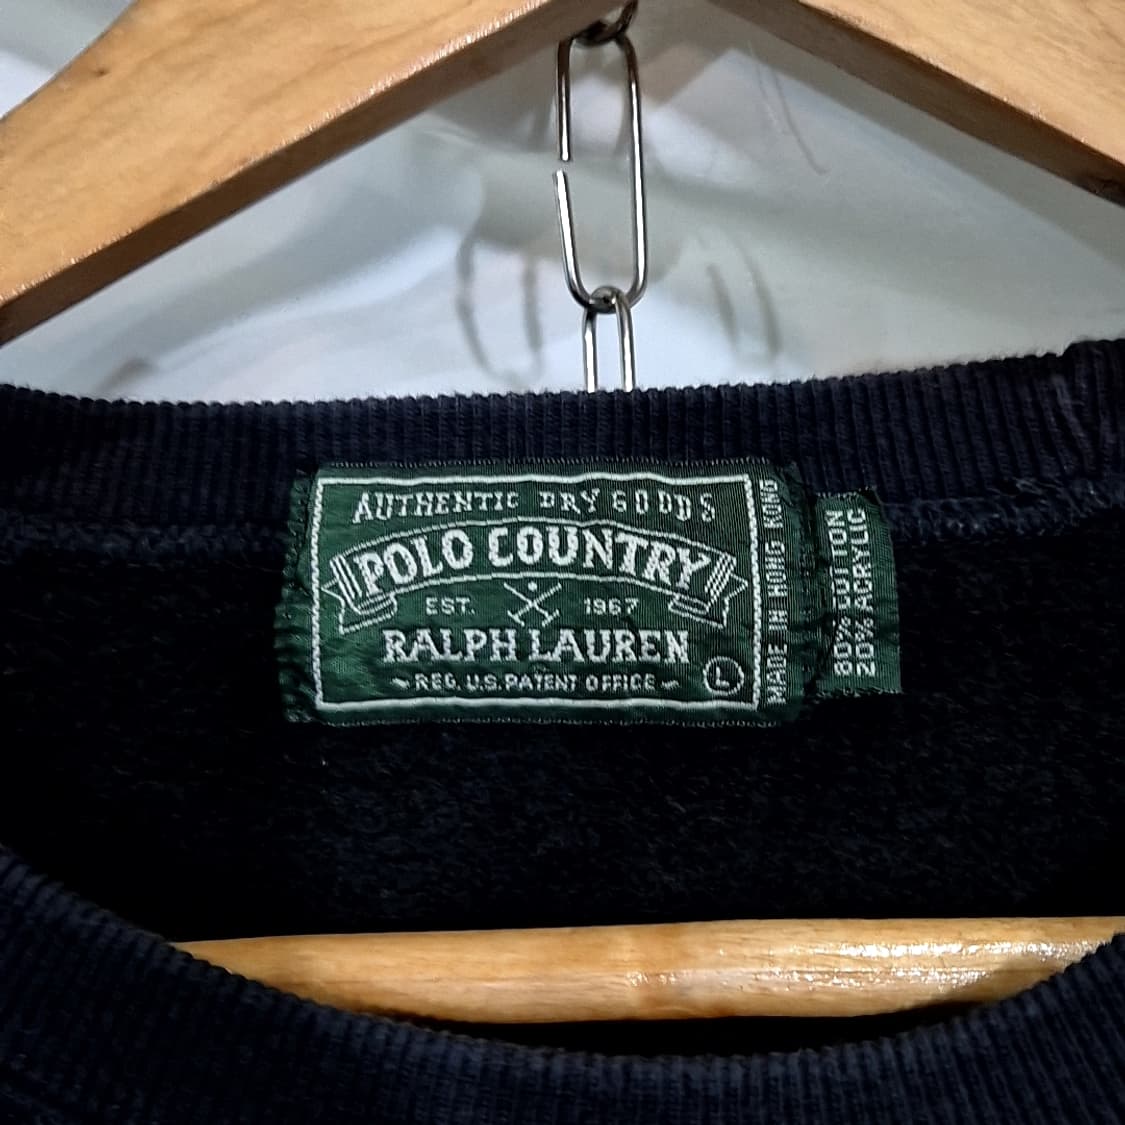 AUTHENTIC DRY GOODS
POLO COUNTRY
EST. 1967
RALPH LAUREN
REG. U.S. PATENT OFFICE
L
MADE IN HONG KONG
80% COTTON
20% ACRYLIC